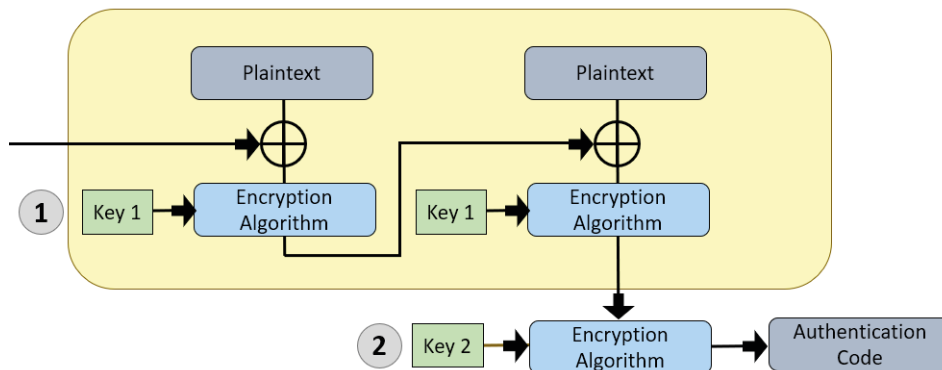 Plaintext
Plaintext
1
Key 1
Encryption
Algorithm
Key 1
Encryption
Algorithm
2
Key 2
Encryption
Algorithm
Authentication
Code